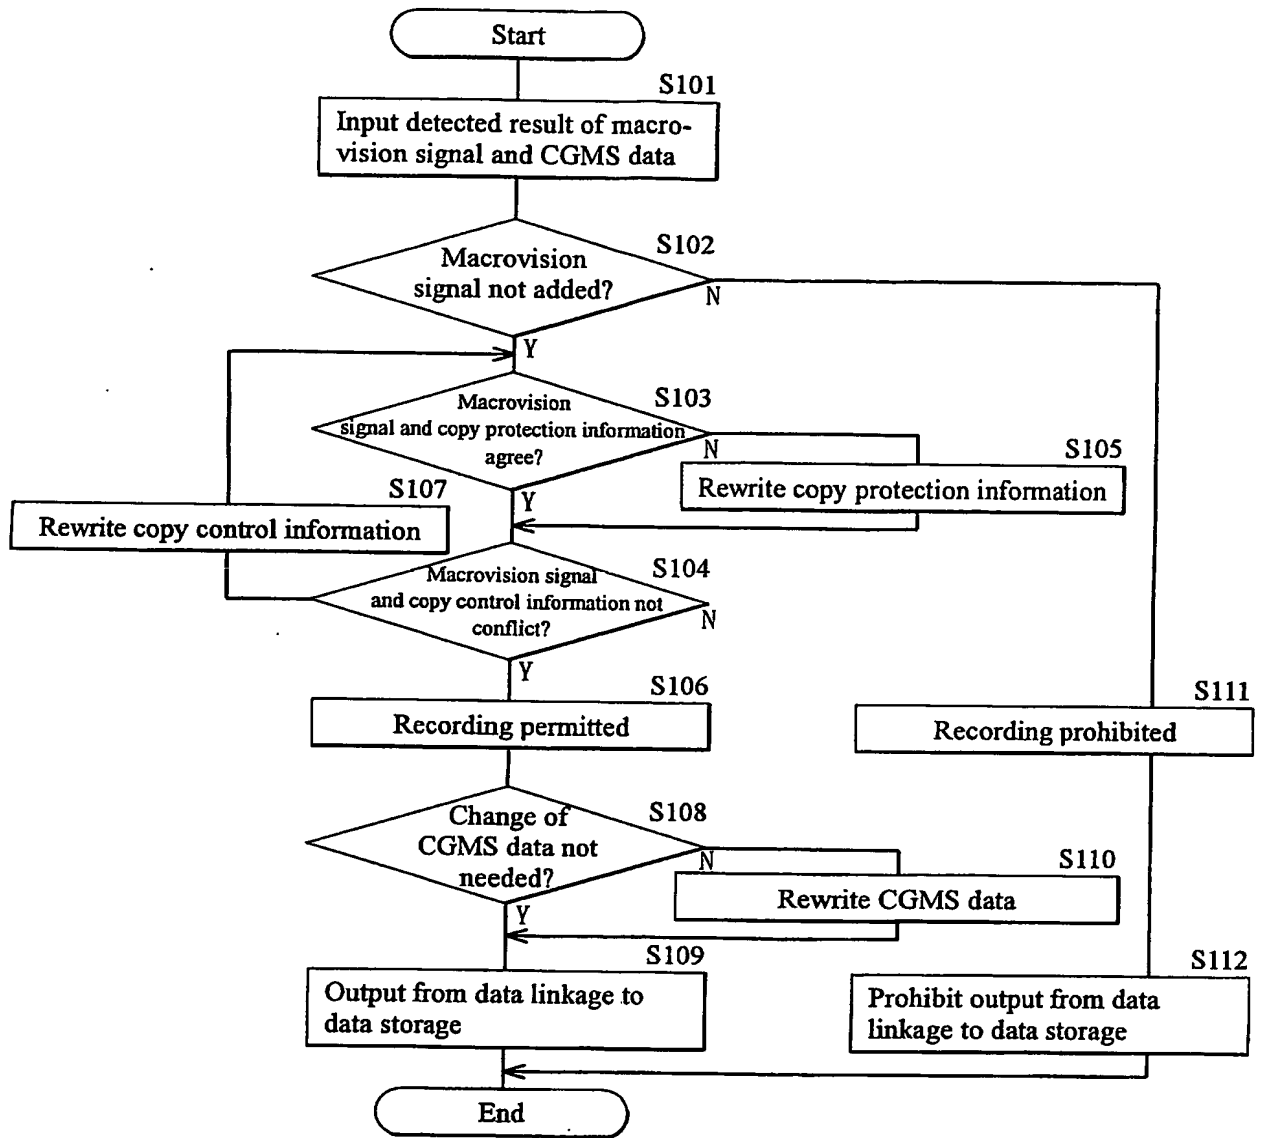 Start
S101
Input detected result of macro-
vision signal and CGMS data
S102
Macrovision
signal not added?
N
Y
S103
Macrovision
signal and copy protection information
agree?
N
Y
S105
Rewrite copy protection information
S107
Rewrite copy control information
S104
Macrovision signal
and copy control information not
conflict?
N
Y
S106
Recording permitted
S111
Recording prohibited
S108
Change of
CGMS data not
needed?
N
Y
S110
Rewrite CGMS data
S109
Output from data linkage to
data storage
S112
Prohibit output from data
linkage to data storage
End